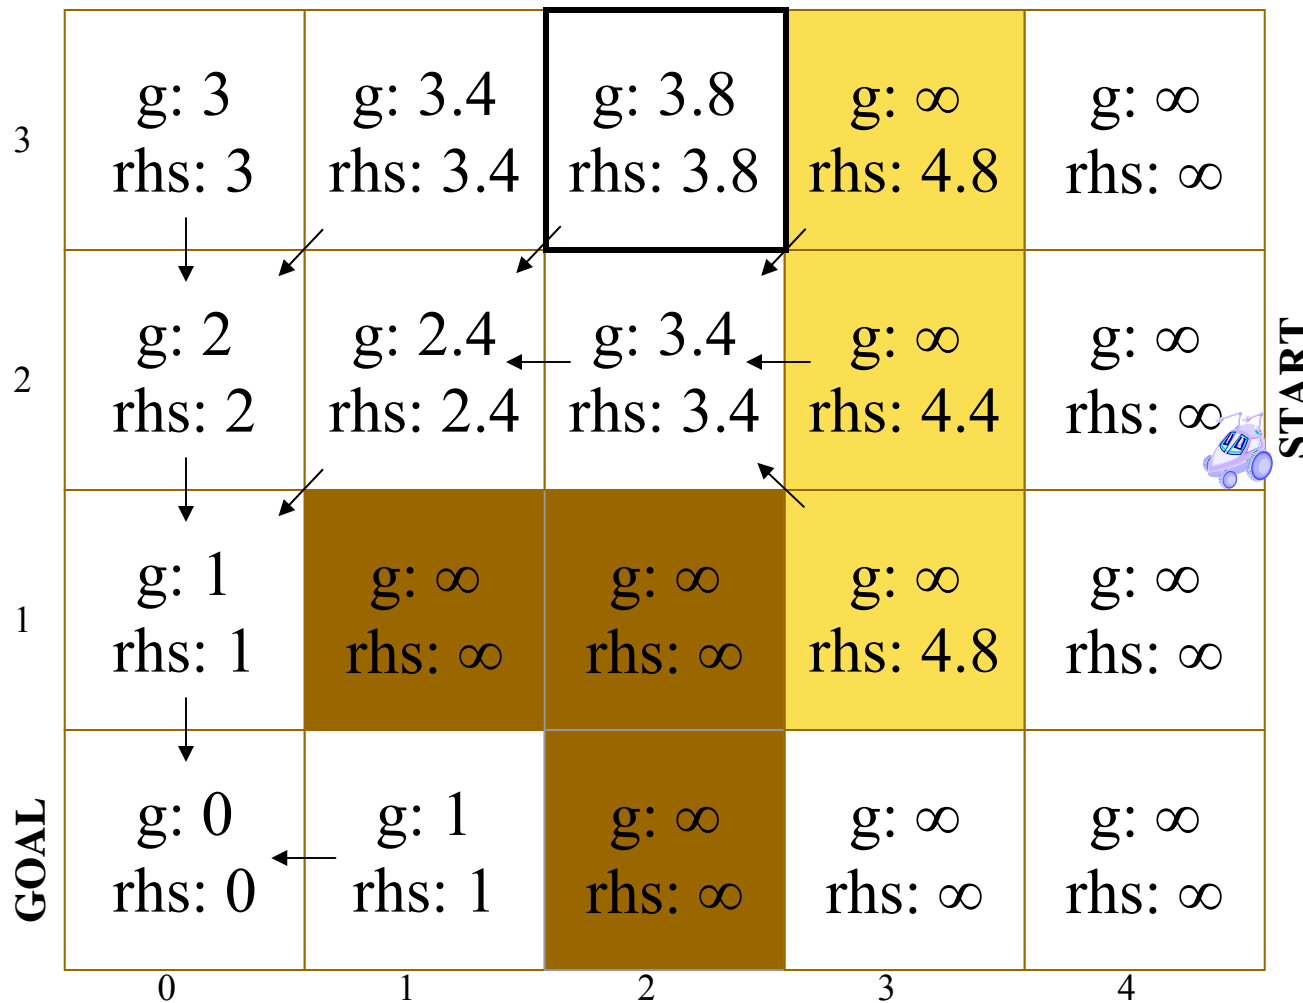 g: 3 g: 3.4 g: 3.8 g: ∞ g: ∞
3
rhs: 3 rhs: 3.4 rhs: 3.8 rhs: 4.8 rhs: ∞
g: 2 g: 2.4 g: 3.4 g: ∞ g: ∞
2
rhs: 2 rhs: 2.4 rhs: 3.4 rhs: 4.4 rhs: ∞
START
g: 1 g: ∞ g: ∞ g: ∞ g: ∞
1
rhs: 1 rhs: ∞ rhs: ∞ rhs: 4.8 rhs: ∞
g: 0 g: 1 g: ∞ g: ∞ g: ∞
GOAL
rhs: 0 rhs: 1 rhs: ∞ rhs: ∞ rhs: ∞
0 1 2 3 4